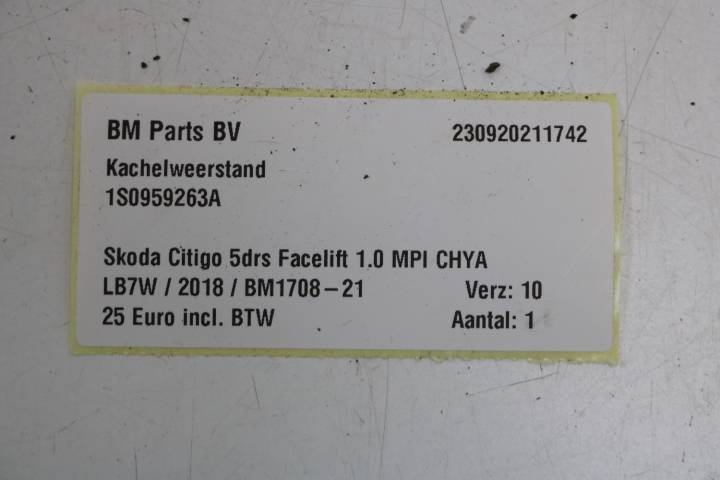 BM Parts BV 230920211742
Kachelweerstand
1S0959263A
Skoda Citigo 5drs Facelift 1.0 MPI CHYA
LB7W / 2018 / BM1708-21 Verz: 10
25 Euro incl. BTW Aantal: 1